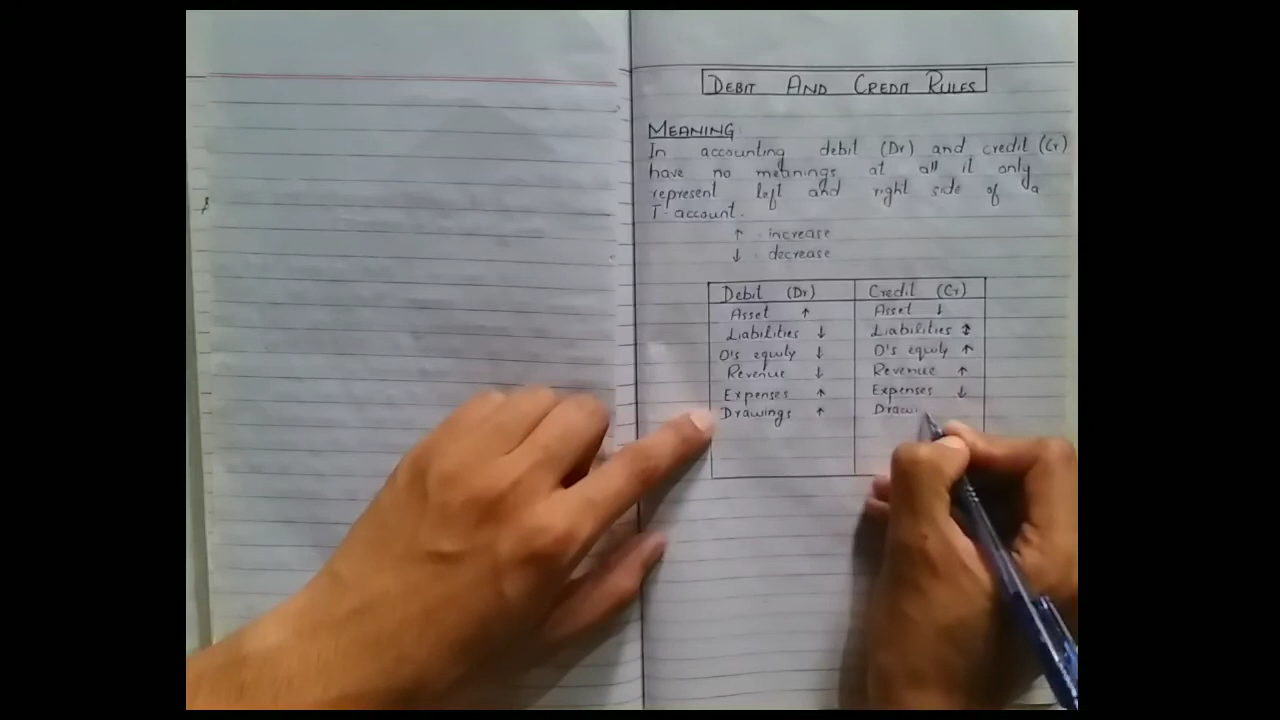 DEBIT AND CREDIT RULES
MEANING
In accounting debit (Dr) and credit (Cr)
have no meanings at all it only
represent left and right side of a
T-account.
↑ increase
↓ decrease
Debit (Dr) Credit (Cr)
Asset ↑ Asset ↓
Liabilities ↓ Liabilities ↕
O's equity ↓ O's equity ↑
Revenue ↓ Revenue ↑
Expenses ↑ Expenses ↓
Drawings ↑ Drawi